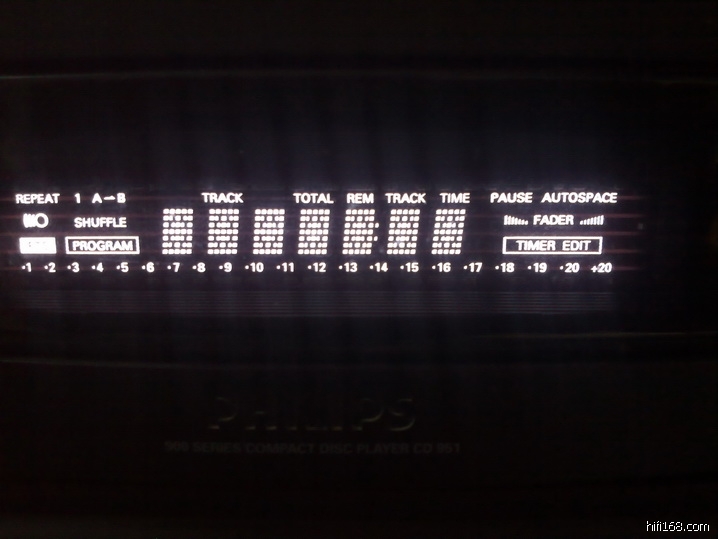 REPEAT 1 A→B TRACK TOTAL REM TRACK TIME PAUSE AUTOSPACE
SHUFFLE FADER
PROGRAM TIMER EDIT
•1 •2 •3 •4 •5 •6 •7 •8 •9 •10 •11 •12 •13 •14 •15 •16 •17 •18 •19 •20 +20
PHILIPS
900 SERIES COMPACT DISC PLAYER CD 951
hifi168.com